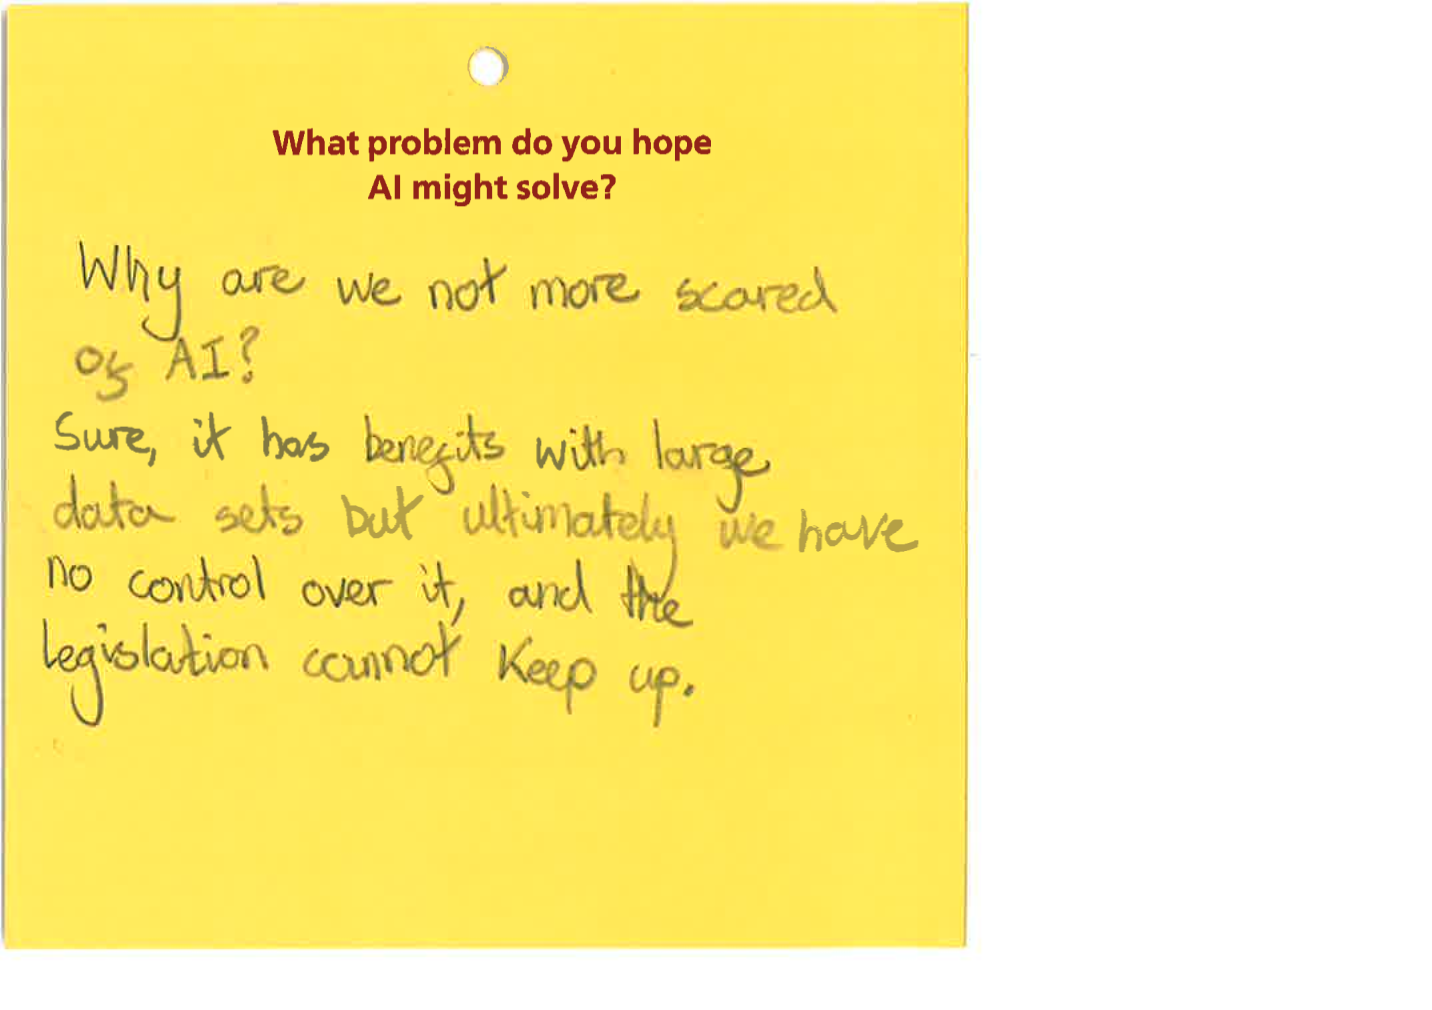 What problem do you hope
AI might solve?
Why are we not more scared
of AI?
Sure, it has benefits with large
data sets but ultimately we have
no control over it, and the
legislation cannot keep up.